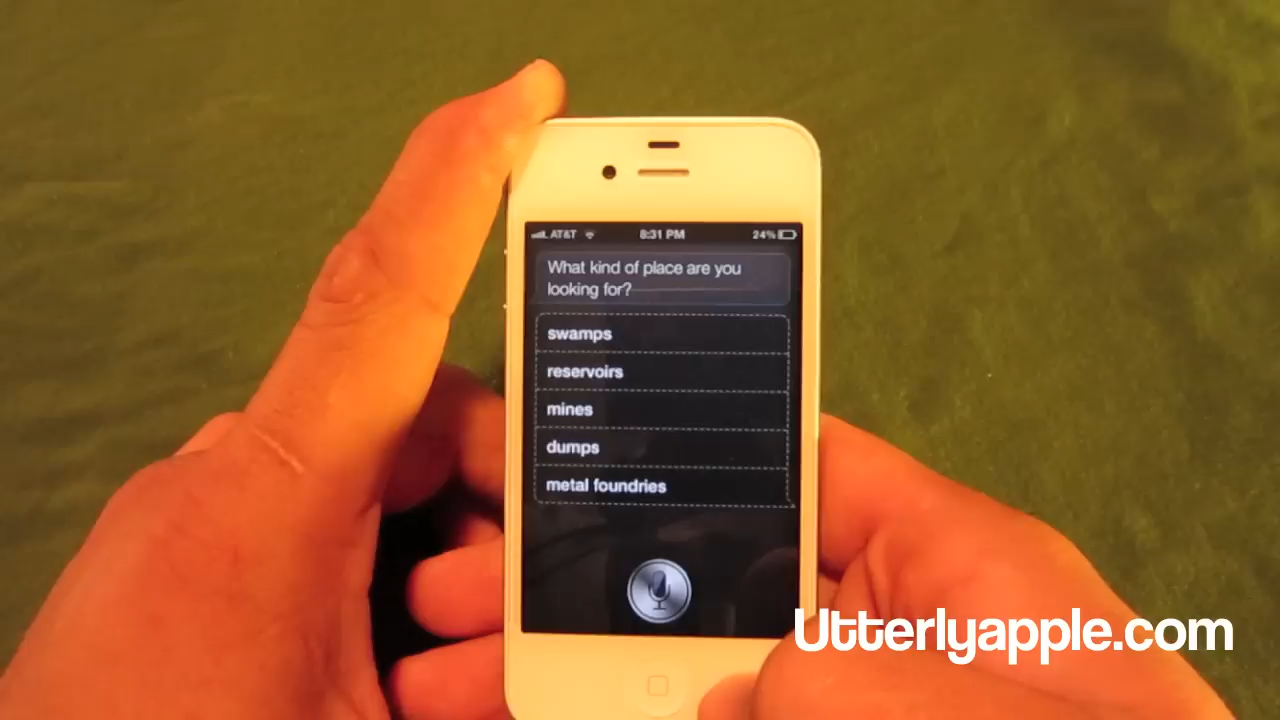 AT&T 8:31 PM 24%
What kind of place are you
looking for?
swamps
reservoirs
mines
dumps
metal foundries
Utterlyapple.com